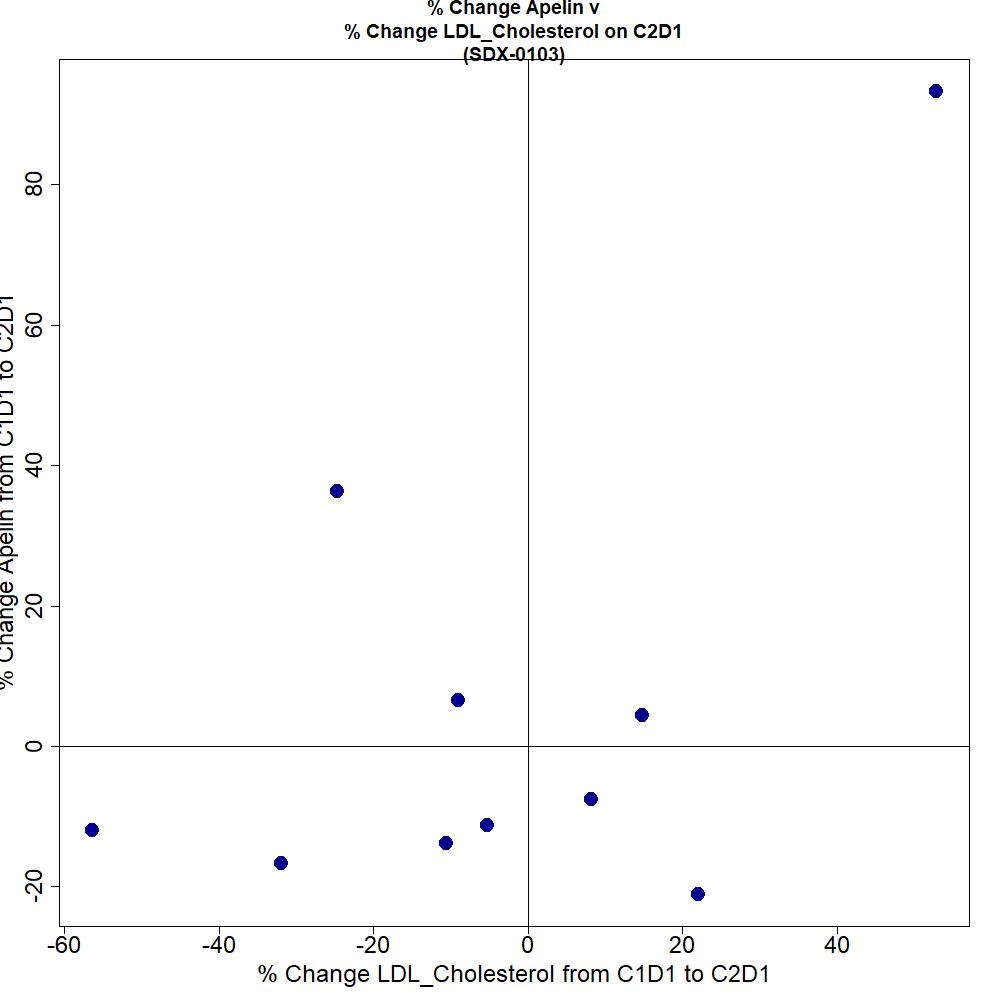 % Change Apelin v
% Change LDL_Cholesterol on C2D1
(SDX-0103)
% Change Apelin from C1D1 to C2D1
80
60
40
20
0
-20
-60
-40
-20
0
20
40
% Change LDL_Cholesterol from C1D1 to C2D1